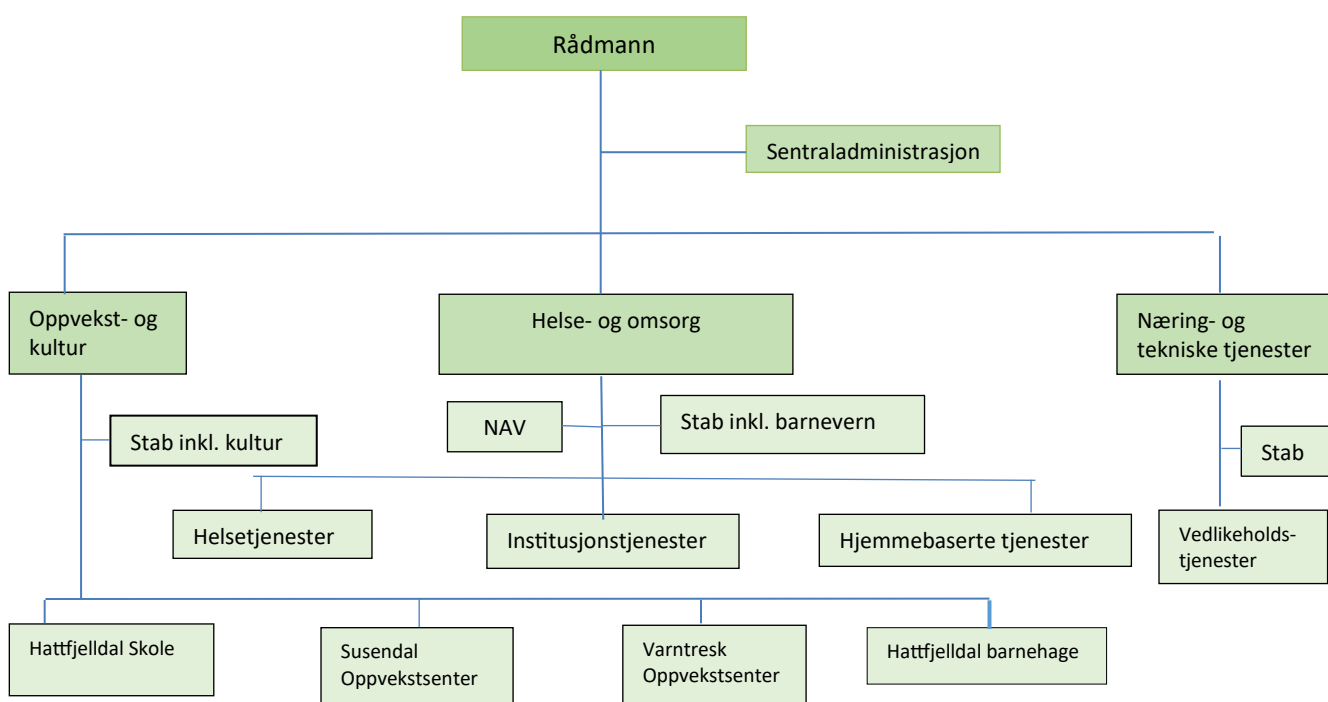 Rådmann
Sentraladministrasjon
Oppvekst- og
kultur
Helse- og omsorg
Næring- og
tekniske tjenester
Stab inkl. kultur
NAV
Stab inkl. barnevern
Stab
Helsetjenester
Institusjonstjenester
Hjemmebaserte tjenester
Vedlikeholds-
tjenester
Hattfjelldal Skole
Susendal
Oppvekstsenter
Varntresk
Oppvekstsenter
Hattfjelldal barnehage